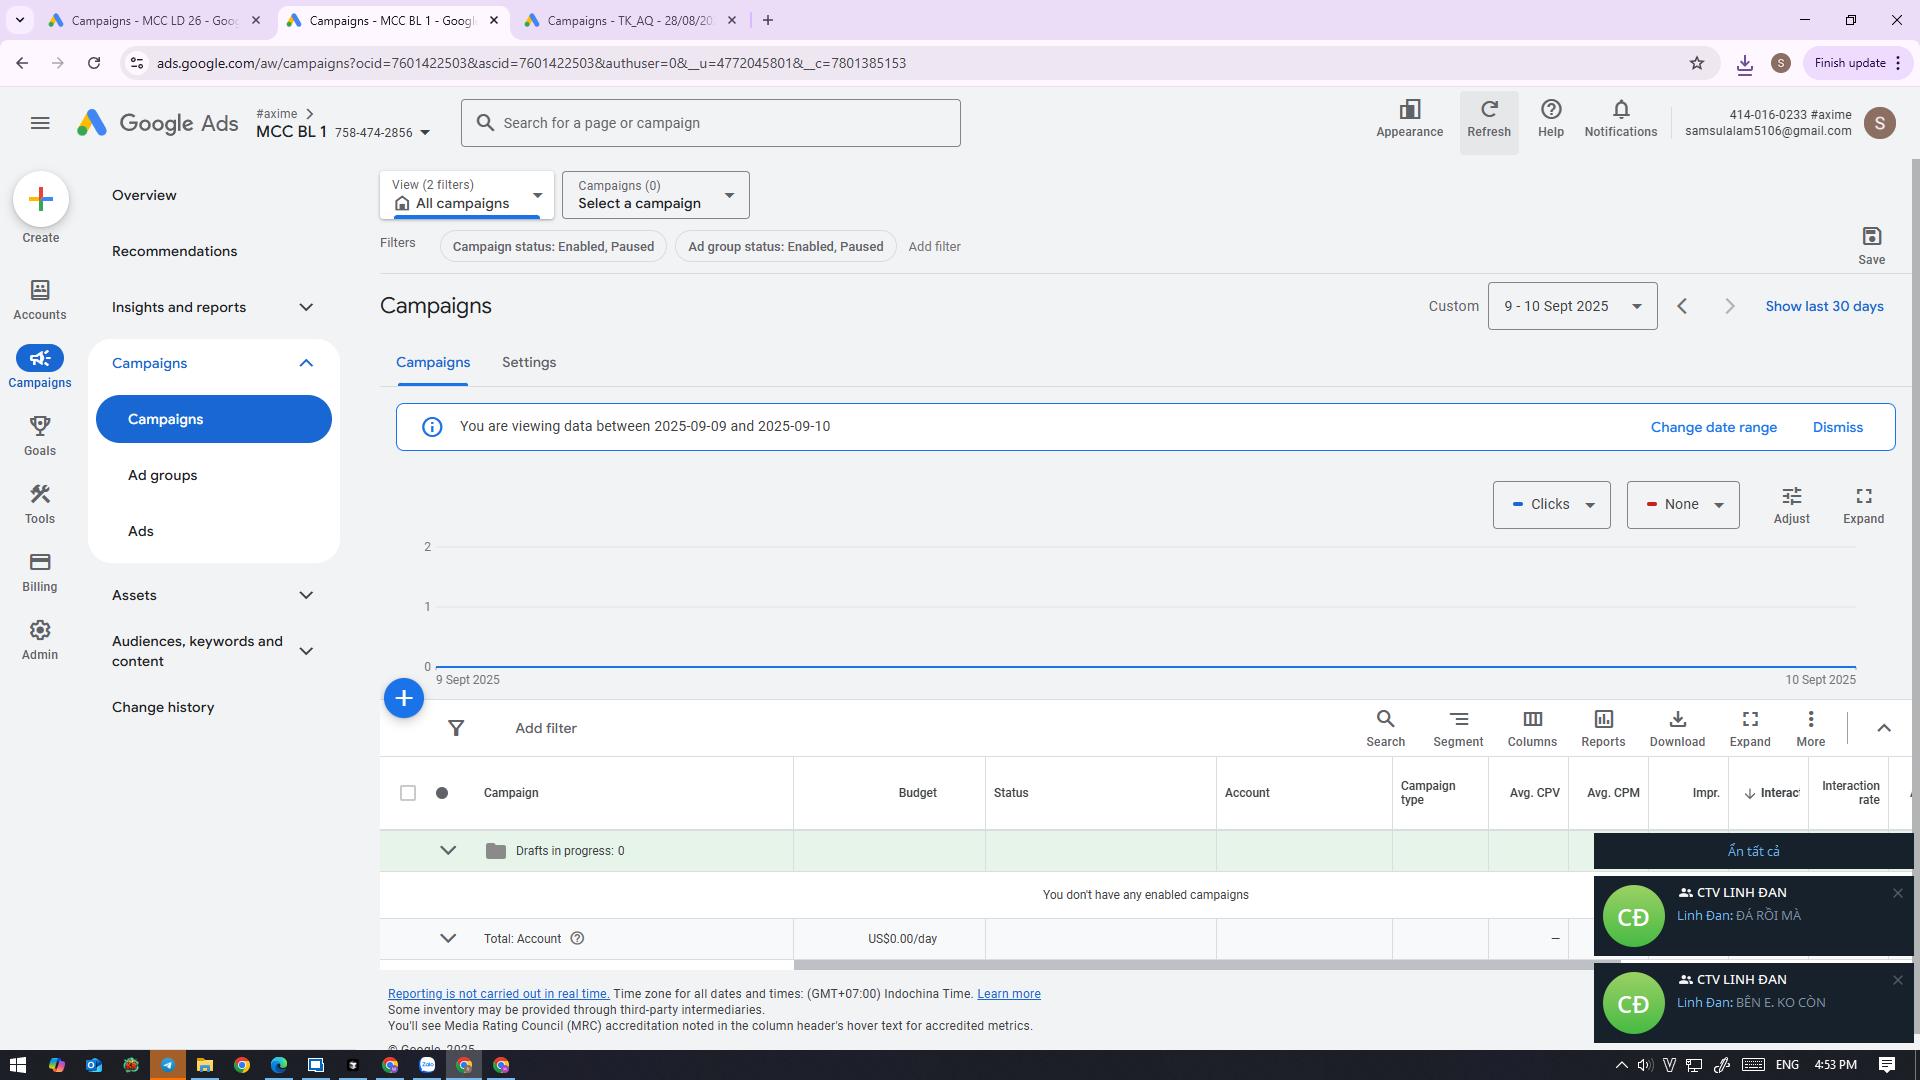 Campaigns - MCC LD 26 - Goo
Campaigns - MCC BL 1 - Googl
Campaigns - TK_AQ - 28/08/20
ads.google.com/aw/campaigns?ocid=7601422503&ascid=7601422503&authuser=0&__u=4772045801&__c=7801385153
S
Finish update
Google Ads
#axime
MCC BL 1 758-474-2856
Search for a page or campaign
Appearance
Refresh
Help
Notifications
414-016-0233 #axime
samsulalam5106@gmail.com
S
Create
Accounts
Campaigns
Goals
Tools
Billing
Admin
Overview
Recommendations
Insights and reports
Campaigns
Campaigns
Ad groups
Ads
Assets
Audiences, keywords and
content
Change history
View (2 filters)
All campaigns
Campaigns (0)
Select a campaign
Filters
Campaign status: Enabled, Paused
Ad group status: Enabled, Paused
Add filter
Save
Campaigns
Custom
9 - 10 Sept 2025
Show last 30 days
Campaigns
Settings
You are viewing data between 2025-09-09 and 2025-09-10
Change date range
Dismiss
Clicks
None
Adjust
Expand
2
1
0
9 Sept 2025
10 Sept 2025
Add filter
Search
Segment
Columns
Reports
Download
Expand
More
Campaign
Budget
Status
Account
Campaign
type
Avg. CPV
Avg. CPM
Impr.
Interac
Interaction
rate
Drafts in progress: 0
You don't have any enabled campaigns
Total: Account
US$0.00/day
—
Reporting is not carried out in real time. Time zone for all dates and times: (GMT+07:00) Indochina Time. Learn more
Some inventory may be provided through third-party intermediaries.
You'll see Media Rating Council (MRC) accreditation noted in the column header's hover text for accredited metrics.
© Google, 2025
Ẩn tất cả
CĐ
CTV LINH ĐAN
Linh Đan: ĐÁ RỒI MÀ
CĐ
CTV LINH ĐAN
Linh Đan: BÊN E. KO CÒN
Zalo
ENG
4:53 PM